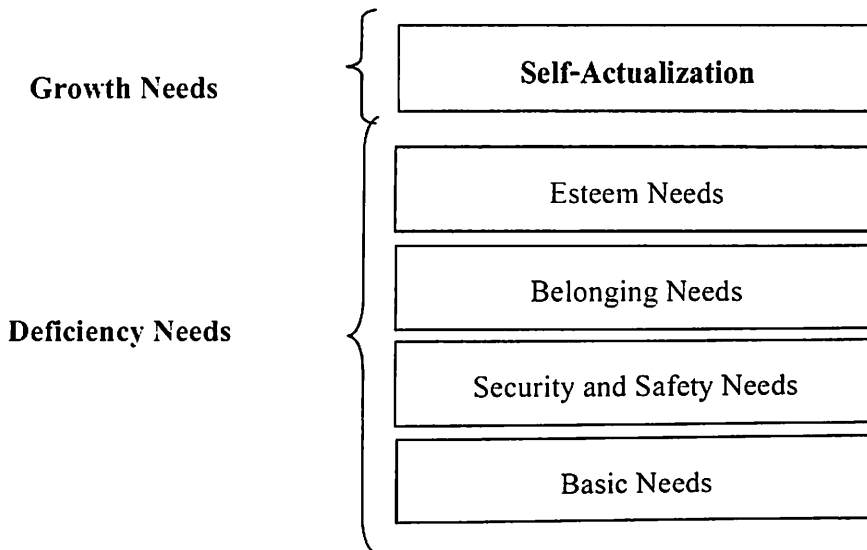 Growth Needs
Self-Actualization
Esteem Needs
Belonging Needs
Deficiency Needs
Security and Safety Needs
Basic Needs